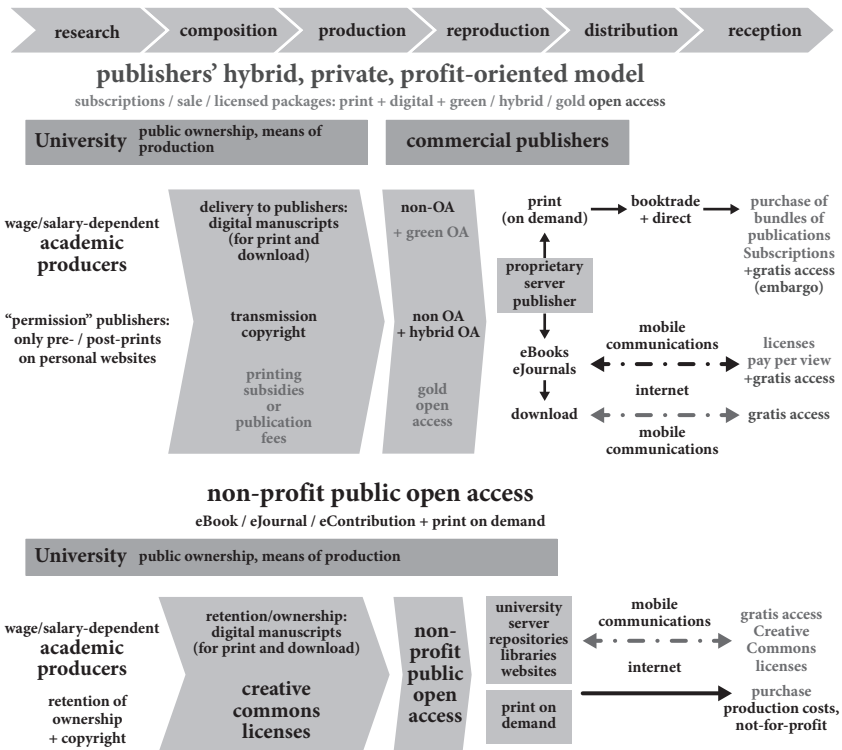 research composition production reproduction distribution reception
publishers’ hybrid, private, profit-oriented model
subscriptions / sale / licensed packages: print + digital + green / hybrid / gold open access
University public ownership, means of
production
commercial publishers
wage/salary-dependent
academic
producers
“permission” publishers:
only pre- / post-prints
on personal websites
delivery to publishers:
digital manuscripts
(for print and
download)
transmission
copyright
printing
subsidies
or
publication
fees
non-OA
+ green OA
non OA
+ hybrid OA
gold
open
access
print
(on demand)
proprietary
server
publisher
eBooks
eJournals
download
booktrade
+ direct
mobile
communications
internet
mobile
communications
purchase of
bundles of
publications
Subscriptions
+gratis access
(embargo)
licenses
pay per view
+gratis access
gratis access
non-profit public open access
eBook / eJournal / eContribution + print on demand
University public ownership, means of production
wage/salary-dependent
academic
producers
retention of
ownership
+ copyright
retention/ownership:
digital manuscripts
(for print and download)
creative
commons
licenses
non-
profit
public
open
access
university
server
repositories
libraries
websites
print on
demand
mobile
communications
internet
gratis access
Creative
Commons
licenses
purchase
production costs,
not-for-profit